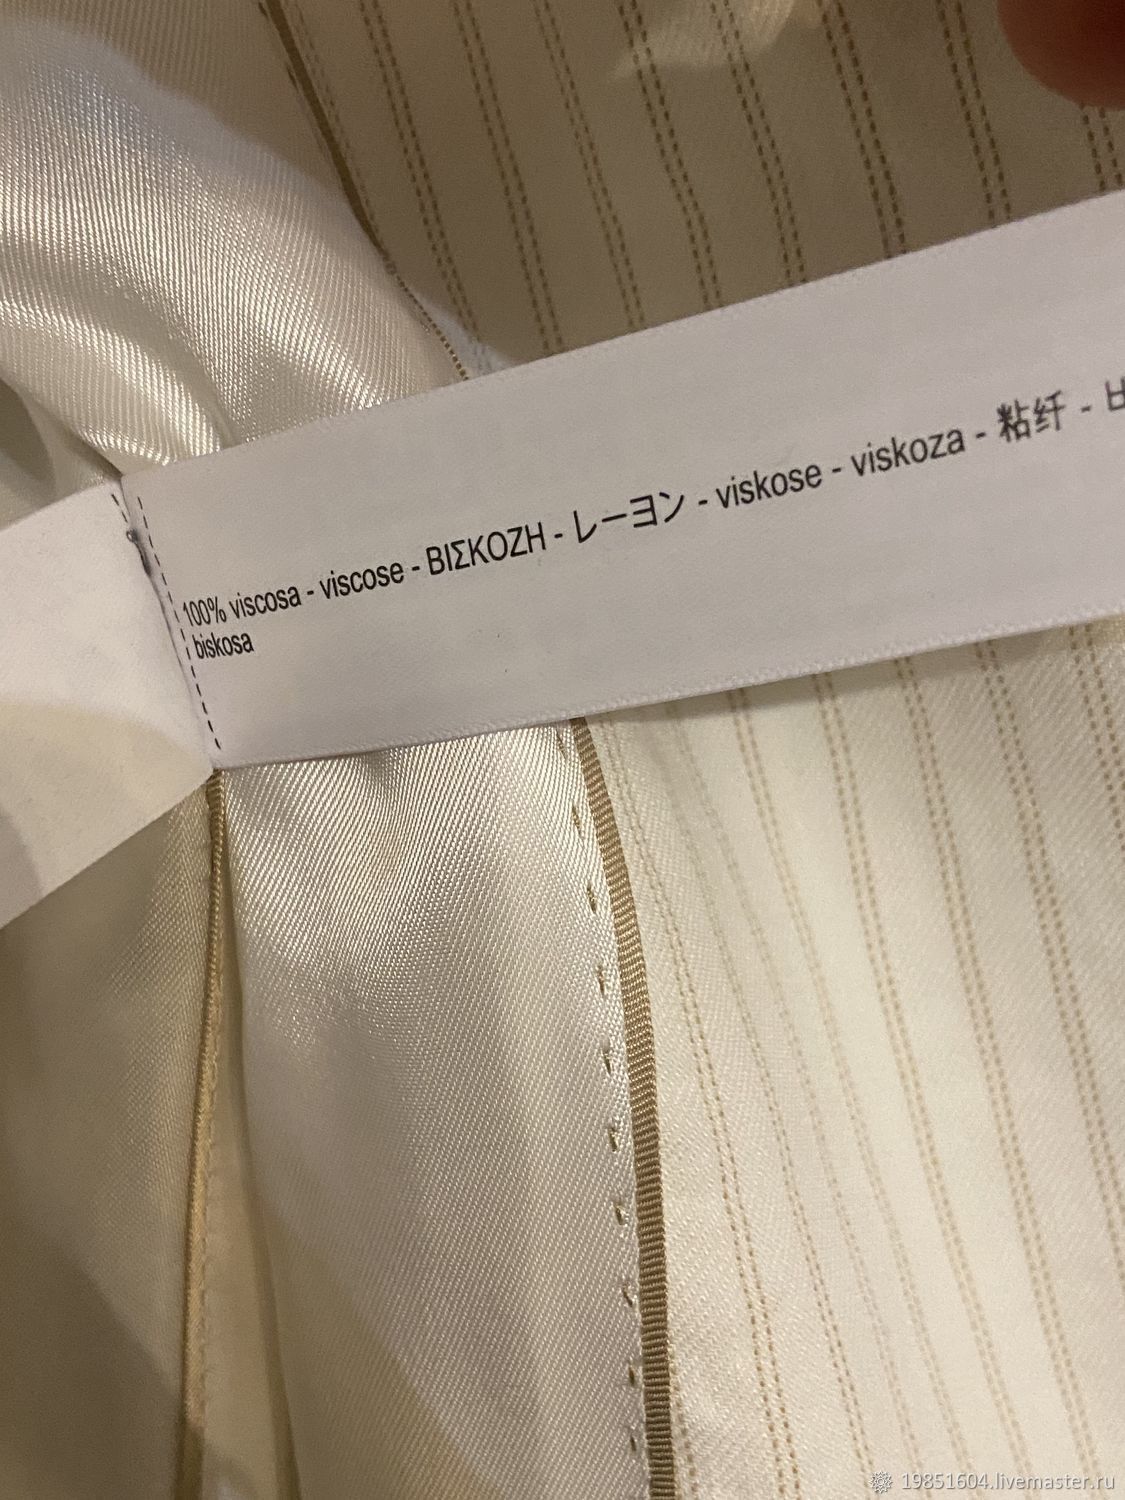 100% viscosa - viscose - ΒΙΣΚΟΖΗ - レーヨン - viskose - viskoza - 粘纤 -
biskosa
19851604.livemaster.ru